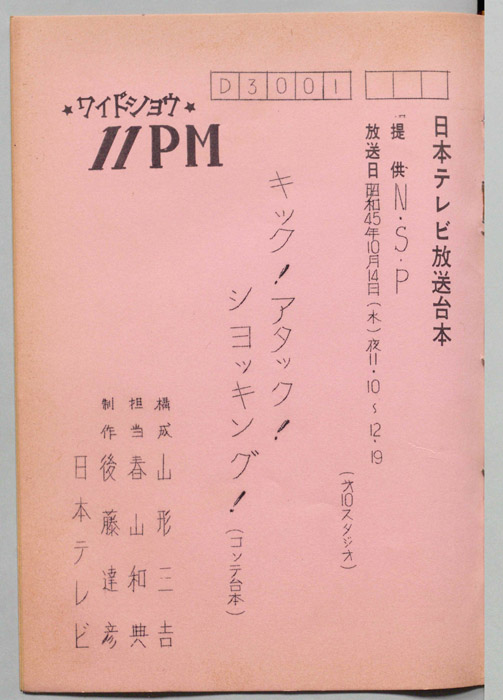 D3001
★ワイドショウ★
11PM
日本テレビ放送台本
提供 N・S・P
放送日 昭和45年10月14日(水)夜11・10〜12・19
(才10スタジオ)
キック!アタック!
ショッキング!
(コンテ台本)
構成 山形三吉
担当 春山和典
制作 後藤達彦
日本テレビ